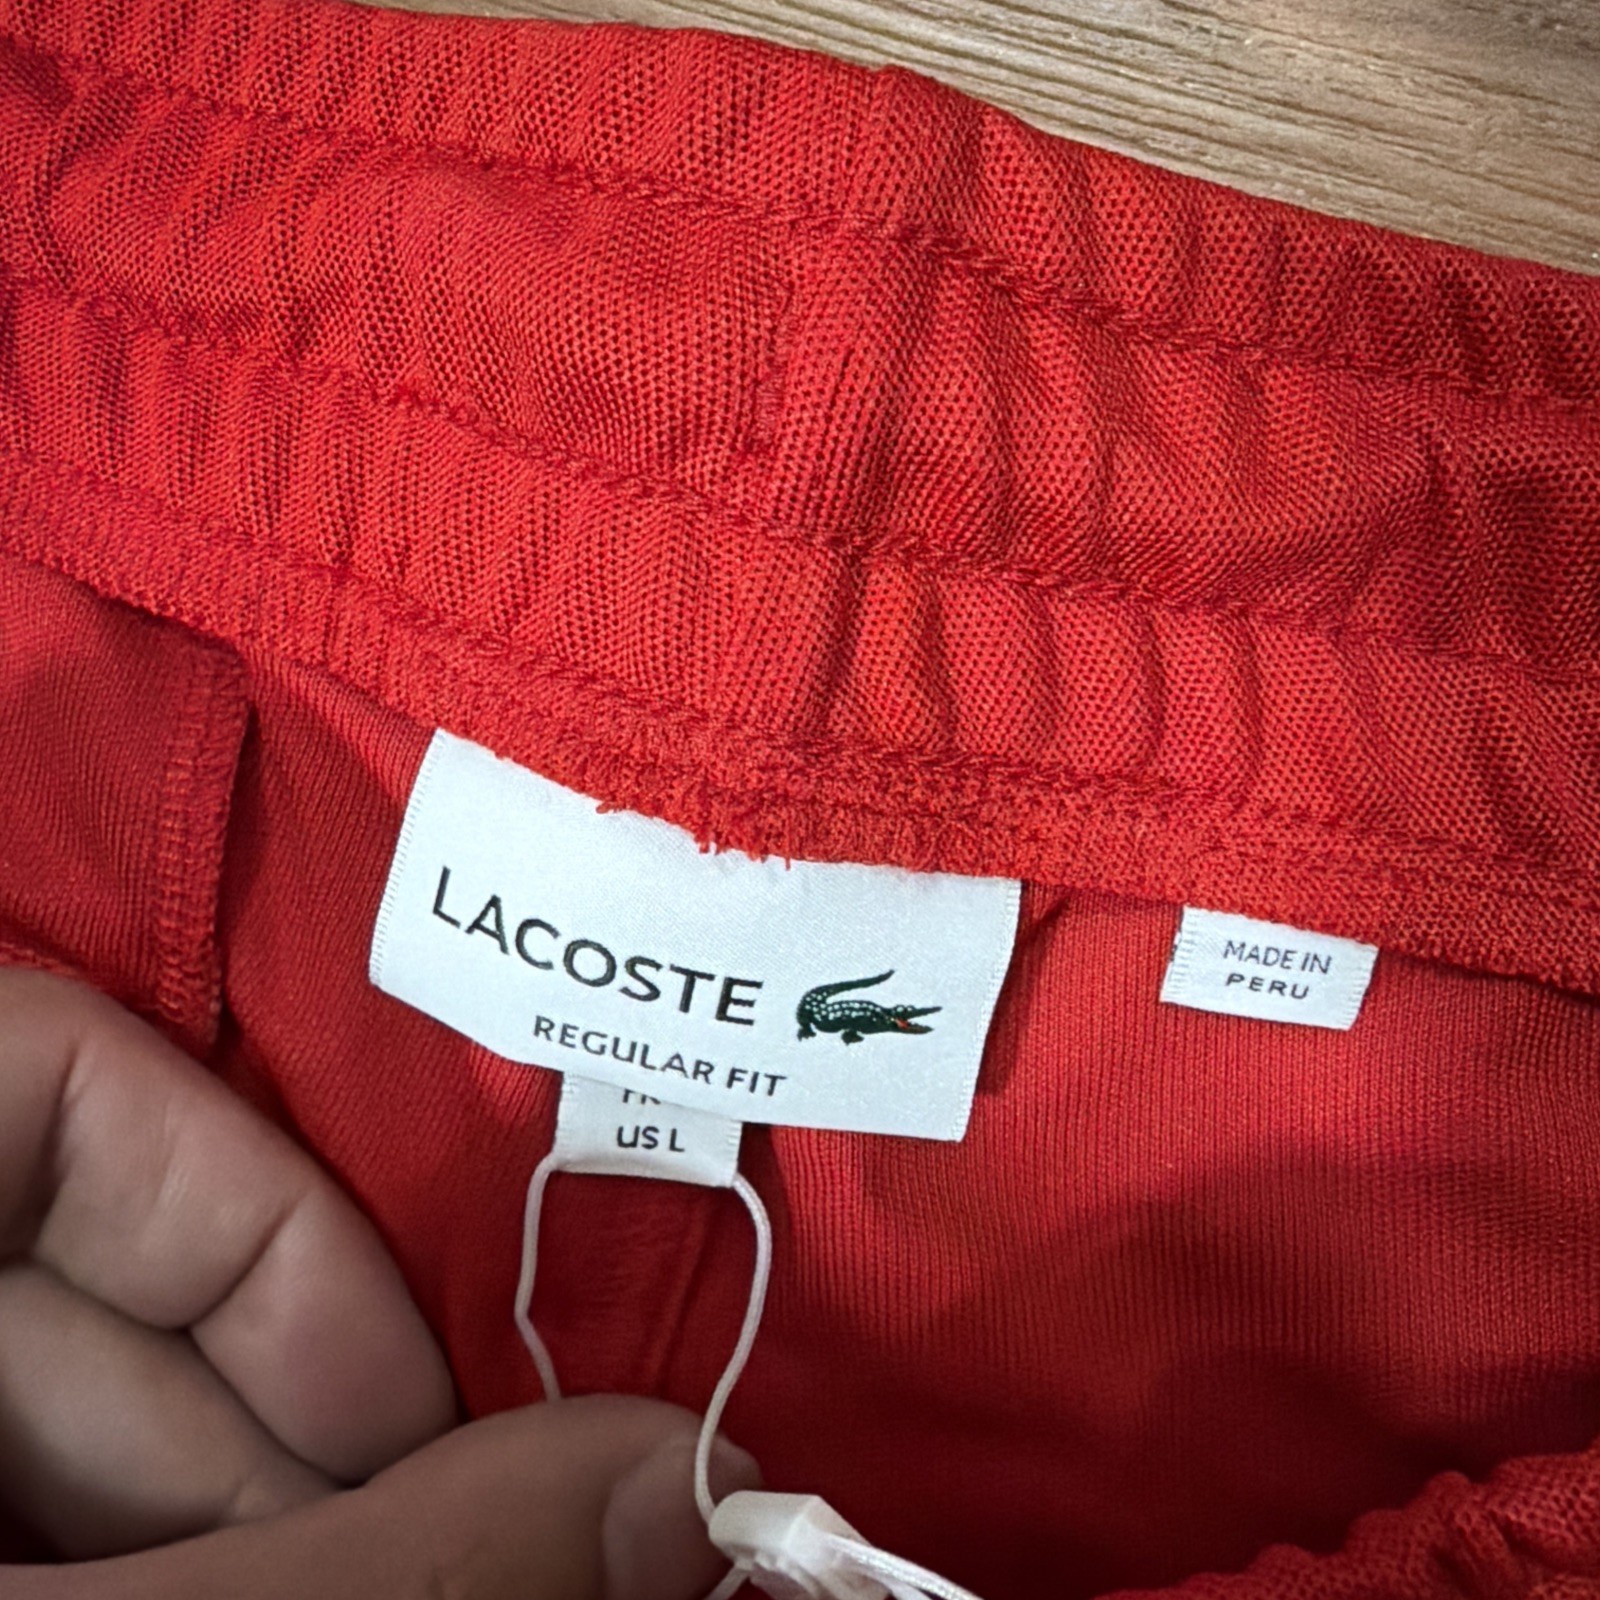 LACOSTE
REGULAR FIT
US L
MADE IN
PERU